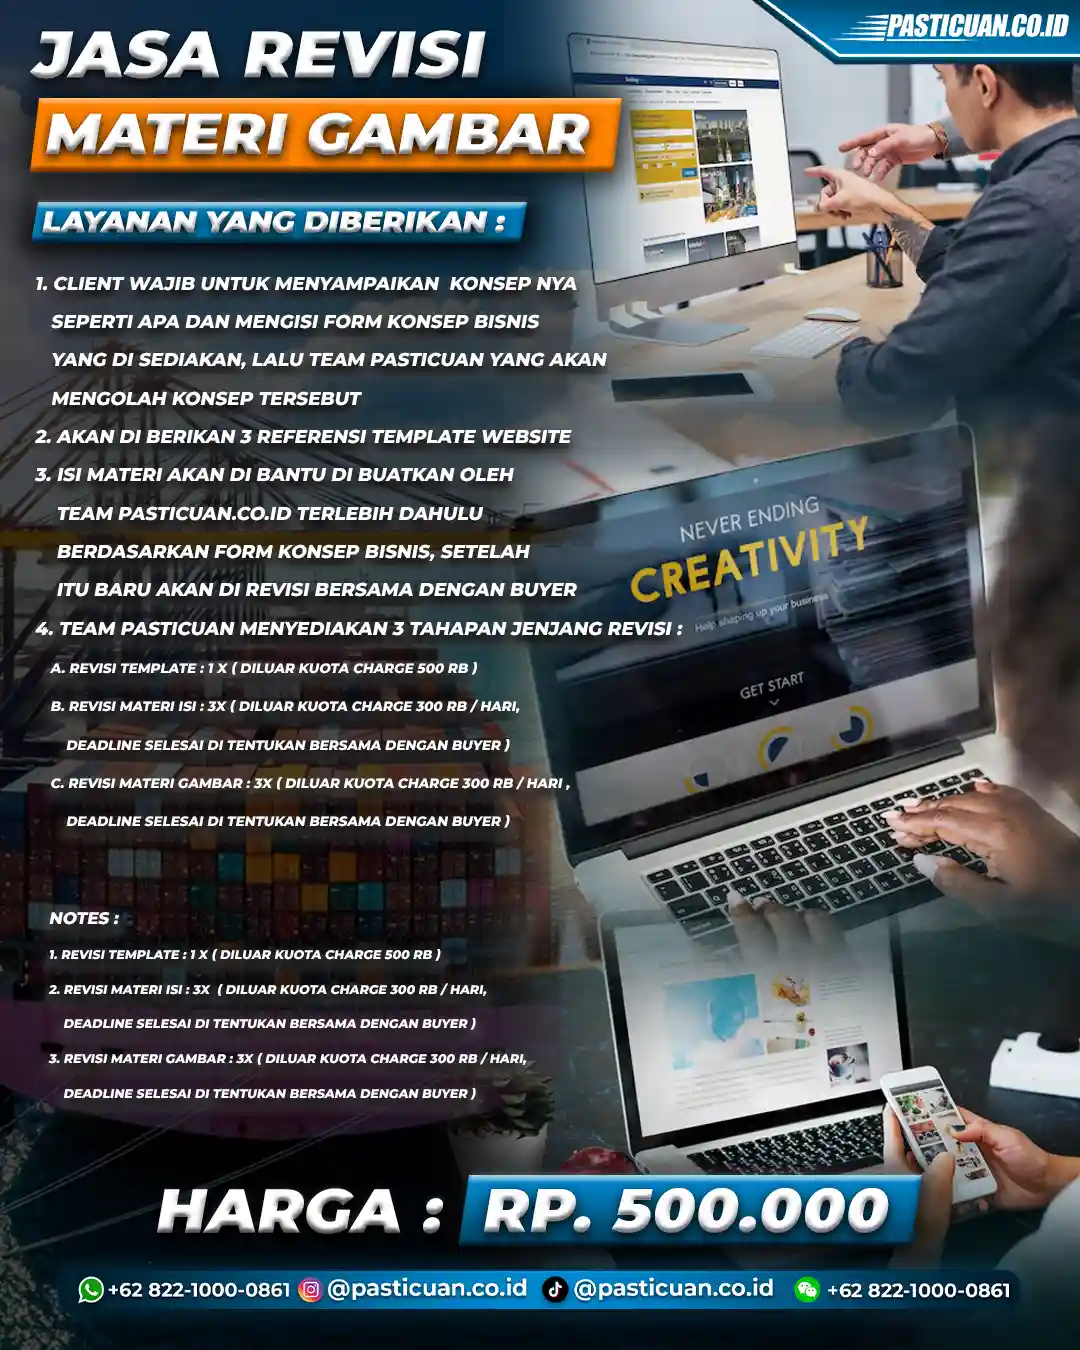 PASTICUAN.CO.ID
JASA REVISI
MATERI GAMBAR
LAYANAN YANG DIBERIKAN :
1. CLIENT WAJIB UNTUK MENYAMPAIKAN KONSEP NYA
SEPERTI APA DAN MENGISI FORM KONSEP BISNIS
YANG DI SEDIAKAN, LALU TEAM PASTICUAN YANG AKAN
MENGOLAH KONSEP TERSEBUT
2. AKAN DI BERIKAN 3 REFERENSI TEMPLATE WEBSITE
3. ISI MATERI AKAN DI BANTU DI BUATKAN OLEH
TEAM PASTICUAN.CO.ID TERLEBIH DAHULU
BERDASARKAN FORM KONSEP BISNIS, SETELAH
ITU BARU AKAN DI REVISI BERSAMA DENGAN BUYER
4. TEAM PASTICUAN MENYEDIAKAN 3 TAHAPAN JENJANG REVISI :
A. REVISI TEMPLATE : 1 X ( DILUAR KUOTA CHARGE 500 RB )
B. REVISI MATERI ISI : 3X ( DILUAR KUOTA CHARGE 300 RB / HARI,
DEADLINE SELESAI DI TENTUKAN BERSAMA DENGAN BUYER )
C. REVISI MATERI GAMBAR : 3X ( DILUAR KUOTA CHARGE 300 RB / HARI ,
DEADLINE SELESAI DI TENTUKAN BERSAMA DENGAN BUYER )
NEVER ENDING
CREATIVITY
Help shaping up your business
GET START
NOTES :
1. REVISI TEMPLATE : 1 X ( DILUAR KUOTA CHARGE 500 RB )
2. REVISI MATERI ISI : 3X ( DILUAR KUOTA CHARGE 300 RB / HARI,
DEADLINE SELESAI DI TENTUKAN BERSAMA DENGAN BUYER )
3. REVISI MATERI GAMBAR : 3X ( DILUAR KUOTA CHARGE 300 RB / HARI,
DEADLINE SELESAI DI TENTUKAN BERSAMA DENGAN BUYER )
HARGA : RP. 500.000
+62 822-1000-0861 @pasticuan.co.id @pasticuan.co.id +62 822-1000-0861